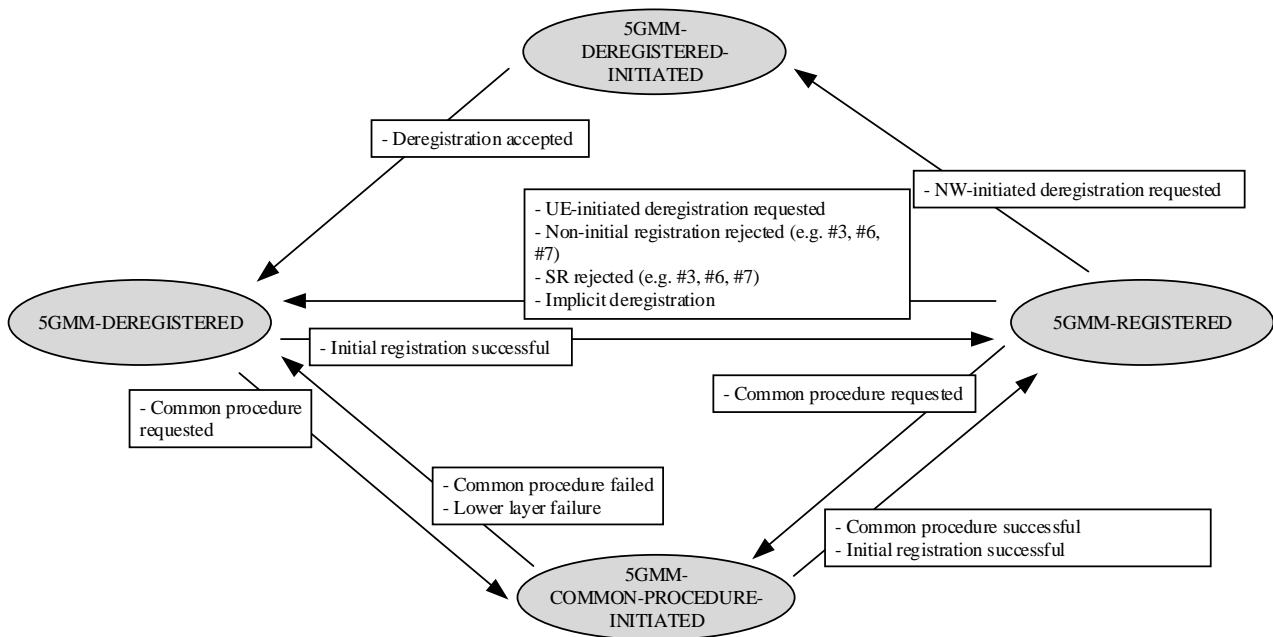 5GMM-
DEREGISTERED-
INITIATED
- Deregistration accepted
- NW-initiated deregistration requested
- UE-initiated deregistration requested
- Non-initial registration rejected (e.g. #3, #6,
#7)
- SR rejected (e.g. #3, #6, #7)
- Implicit deregistration
5GMM-DEREGISTERED
5GMM-REGISTERED
- Initial registration successful
- Common procedure
requested
- Common procedure requested
- Common procedure failed
- Lower layer failure
- Common procedure successful
- Initial registration successful
5GMM-
COMMON-PROCEDURE-
INITIATED